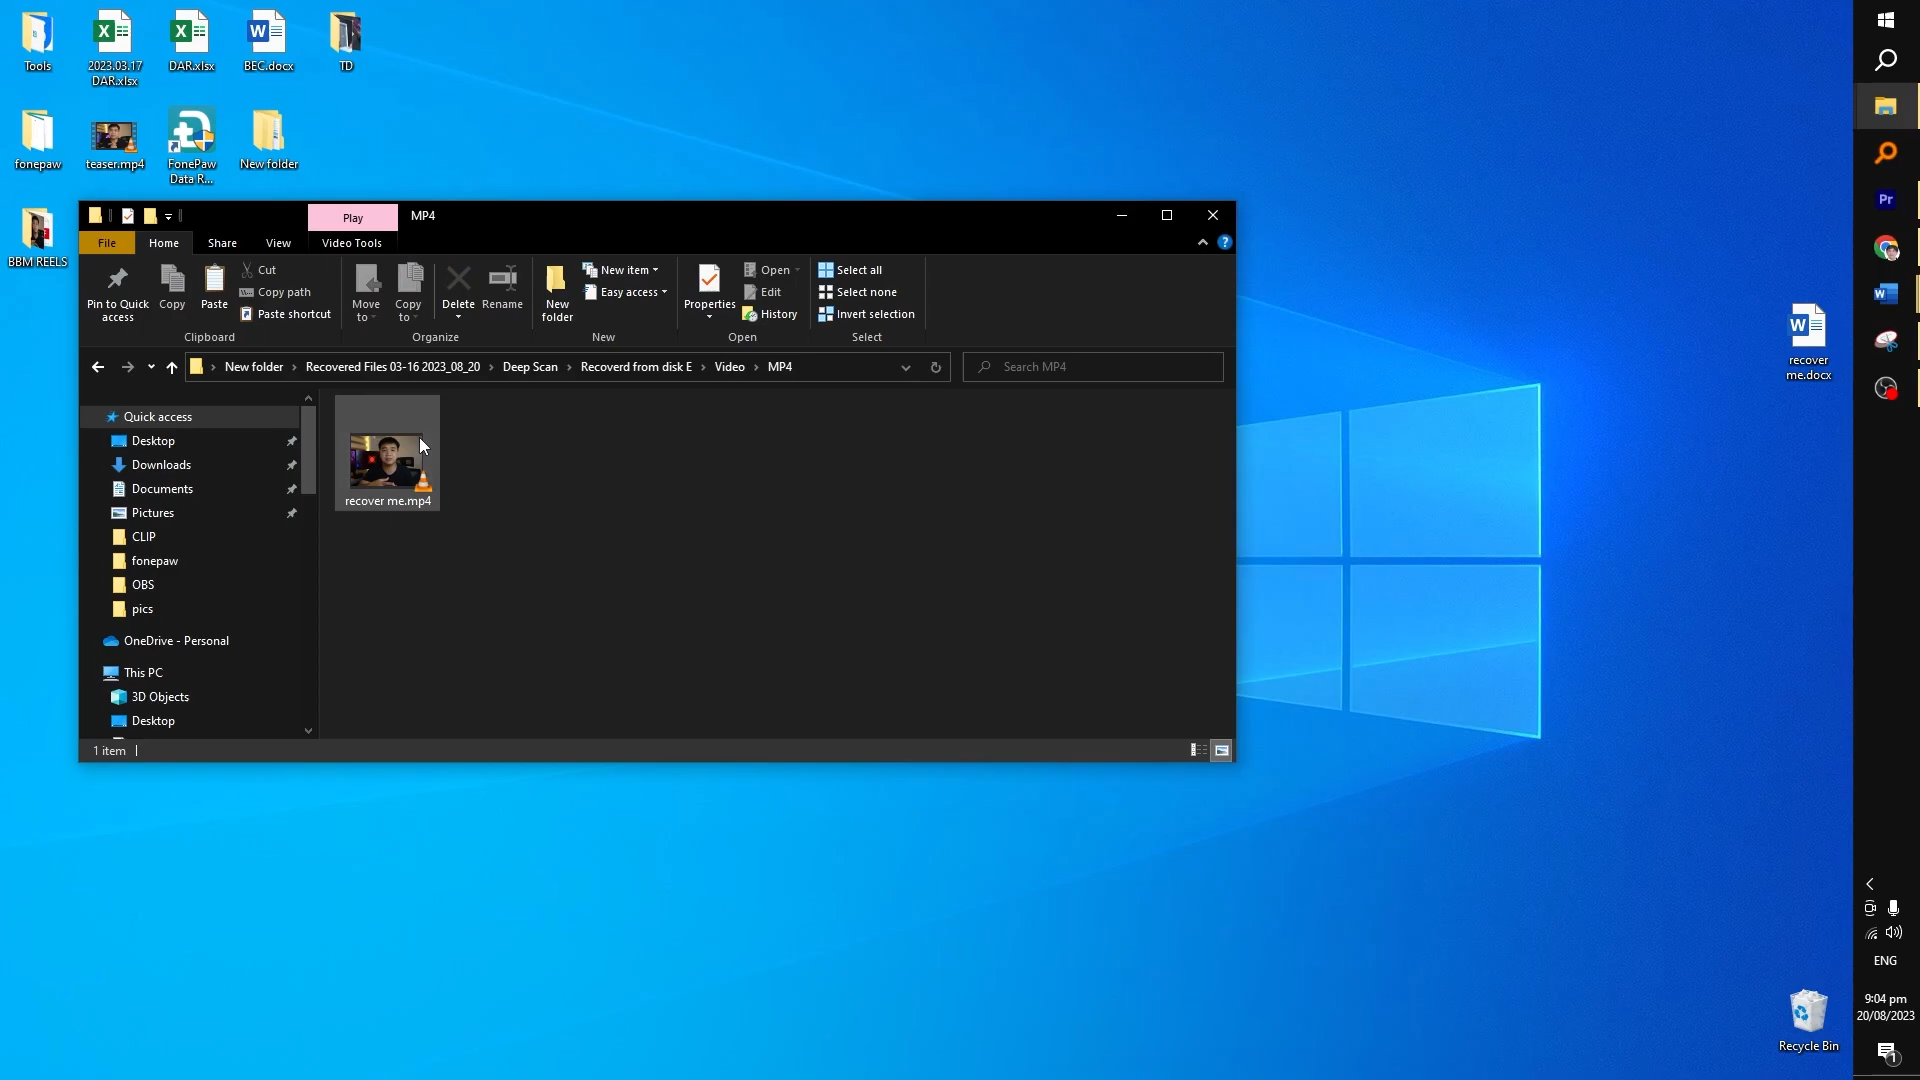 Tools
2023.03.17
DAR.xlsx
DAR.xlsx
BEC.docx
TD
fonepaw
teaser.mp4
FonePaw
Data R...
New folder
BBM REELS
Play
MP4
File
Home
Share
View
Video Tools
Pin to Quick
access
Copy
Paste
Cut
Copy path
Paste shortcut
Clipboard
Move
to
Copy
to
Delete
Rename
Organize
New
folder
New item
Easy access
New
Properties
Open
Edit
History
Open
Select all
Select none
Invert selection
Select
New folder
Recovered Files 03-16 2023_08_20
Deep Scan
Recoverd from disk E
Video
MP4
Search MP4
Quick access
Desktop
Downloads
Documents
Pictures
CLIP
fonepaw
OBS
pics
OneDrive - Personal
This PC
3D Objects
Desktop
recover me.mp4
1 item
recover
me.docx
Recycle Bin
Pr
ENG
9:04 pm
20/08/2023
1